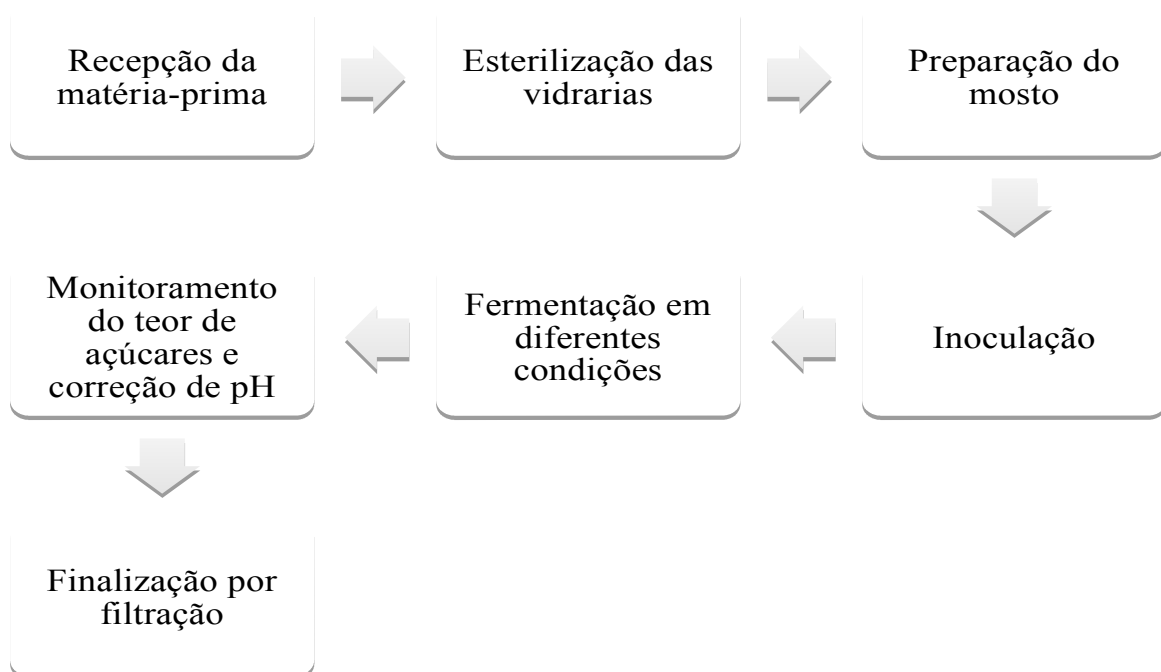 Recepção da
matéria-prima
Esterilização das
vidrarias
Preparação do
mosto
Inoculação
Fermentação em
diferentes
condições
Monitoramento
do teor de
açúcares e
correção de pH
Finalização por
filtração